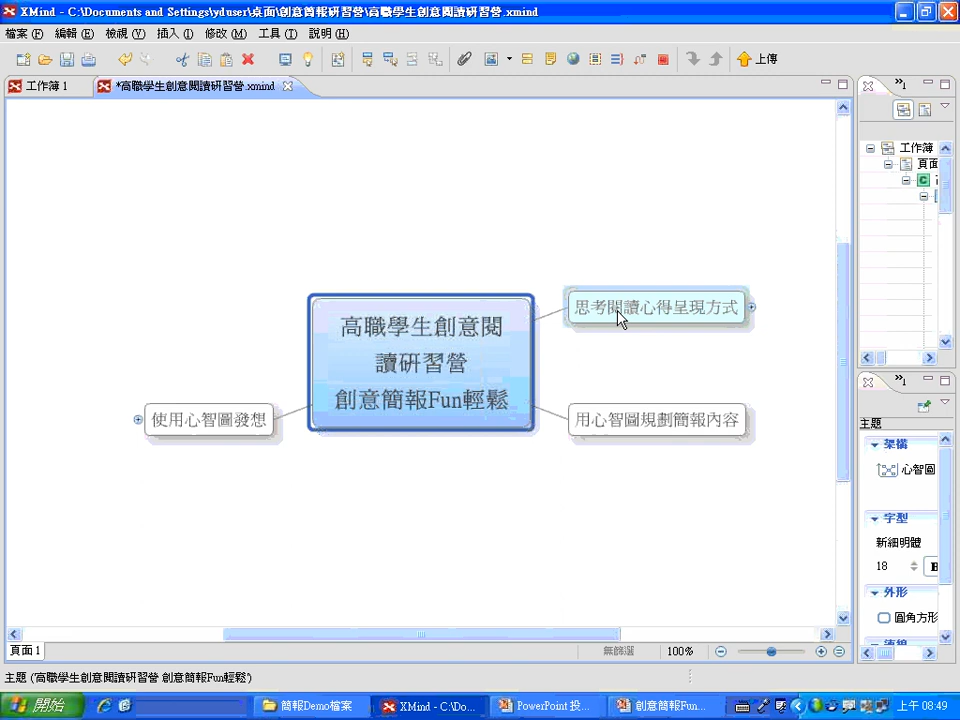 XMind - C:\Documents and Settings\yduser\桌面\創意簡報研習營\高職學生創意閱讀研習營.xmind
檔案(F) 編輯(E) 檢視(V) 插入(I) 修改(M) 工具(T) 說明(H)
上傳
工作簿 1
*高職學生創意閱讀研習營.xmind
工作簿
頁面
思考閱讀心得呈現方式
高職學生創意閱
讀研習營
創意簡報Fun輕鬆
使用心智圖發想
用心智圖規劃簡報內容
主題
架構
心智圖
字型
新細明體
18
B
外形
圓角方形
頁面 1
無篩選
100%
主題 ('高職學生創意閱讀研習營 創意簡報Fun輕鬆')
開始
簡報Demo檔案
XMind - C:\Do...
PowerPoint 投...
創意簡報Fun...
上午 08:49